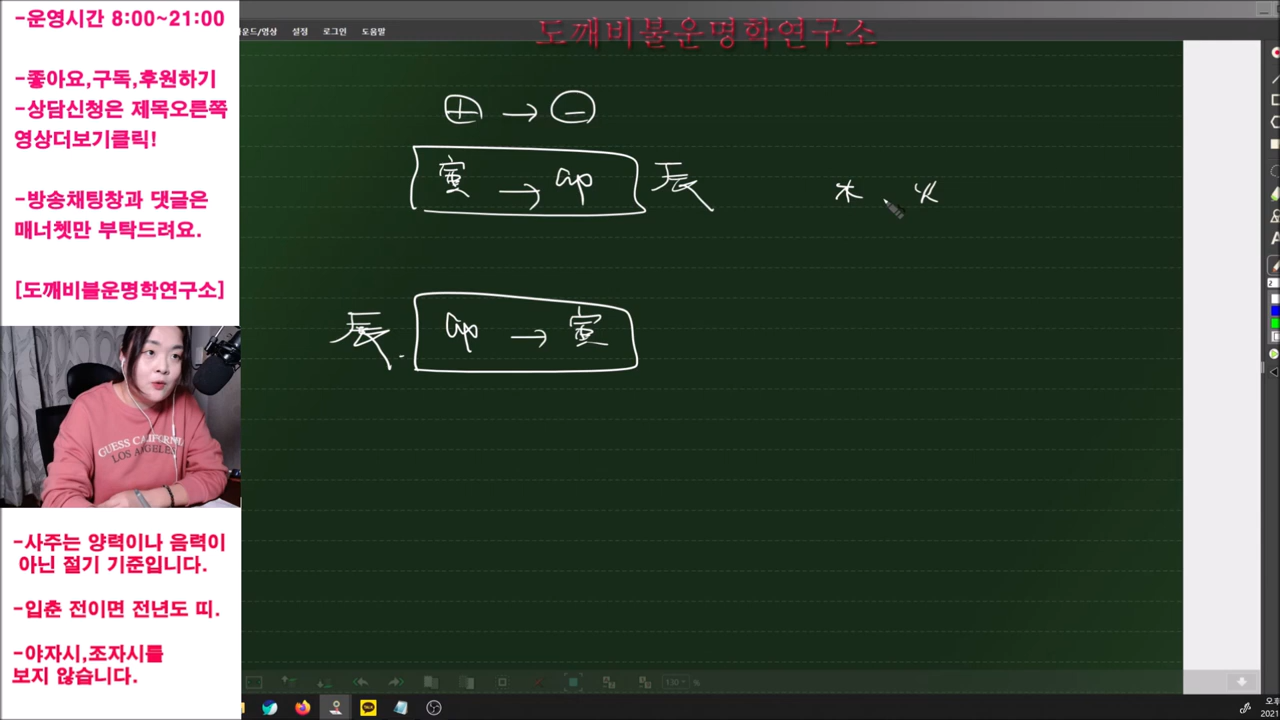 -운영시간 8:00~21:00
-좋아요,구독,후원하기
-상담신청은 제목오른쪽
영상더보기클릭!
-방송채팅창과 댓글은
매너쳇만 부탁드려요.
[도깨비불운명학연구소]
GUESS CALIFORNIA
LOS ANGELES
-사주는 양력이나 음력이
아닌 절기 기준입니다.
-입춘 전이면 전년도 띠.
-야자시,조자시를
보지 않습니다.
설정 로그인 도움말
도깨비불운명학연구소
+ → -
寅 → 卯 辰
木 火
辰 卯 → 寅
130 %
TALK
2021